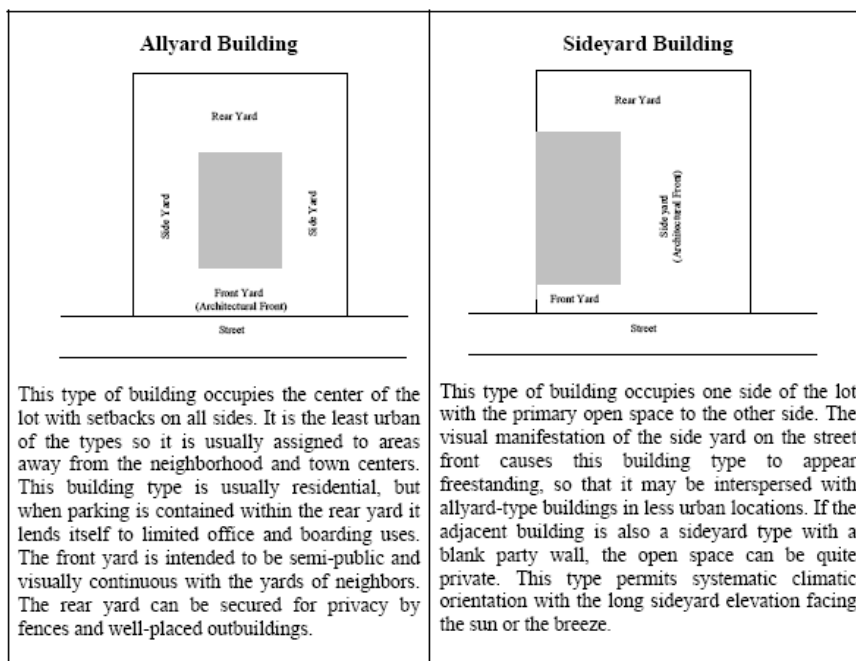 Allyard Building
Rear Yard
Side Yard
Side Yard
Front Yard
(Architectural Front)
Street
This type of building occupies the center of the
lot with setbacks on all sides. It is the least urban
of the types so it is usually assigned to areas
away from the neighborhood and town centers.
This building type is usually residential, but
when parking is contained within the rear yard it
lends itself to limited office and boarding uses.
The front yard is intended to be semi-public and
visually continuous with the yards of neighbors.
The rear yard can be secured for privacy by
fences and well-placed outbuildings.
Sideyard Building
Rear Yard
Side yard
(Architectural Front)
Front Yard
Street
This type of building occupies one side of the lot
with the primary open space to the other side. The
visual manifestation of the side yard on the street
front causes this building type to appear
freestanding, so that it may be interspersed with
allyard-type buildings in less urban locations. If the
adjacent building is also a sideyard type with a
blank party wall, the open space can be quite
private. This type permits systematic climatic
orientation with the long sideyard elevation facing
the sun or the breeze.